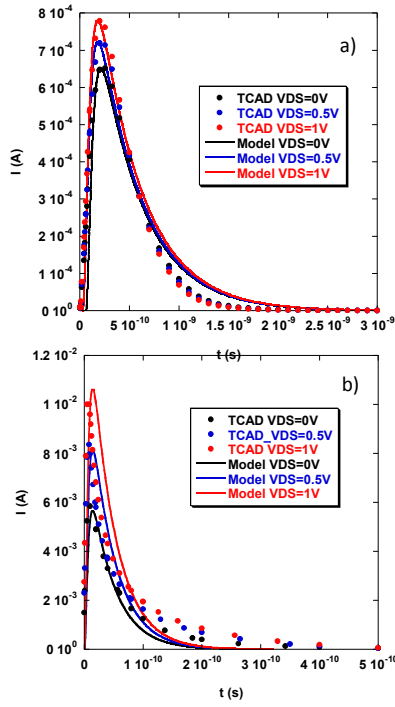 a)
8 10⁻⁴
7 10⁻⁴
6 10⁻⁴
5 10⁻⁴
4 10⁻⁴
3 10⁻⁴
2 10⁻⁴
1 10⁻⁴
0 10⁰
I (A)
TCAD VDS=0V
TCAD VDS=0.5V
TCAD VDS=1V
Model VDS=0V
Model VDS=0.5V
Model VDS=1V
0 5 10⁻¹⁰ 1 10⁻⁹ 1.5 10⁻⁹ 2 10⁻⁹ 2.5 10⁻⁹ 3 10⁻⁹
t (s)
b)
1.2 10⁻²
1 10⁻²
8 10⁻³
6 10⁻³
4 10⁻³
2 10⁻³
0 10⁰
I (A)
TCAD VDS=0V
TCAD_VDS=0.5V
TCAD VDS=1V
Model VDS=0V
Model VDS=0.5V
Model VDS=1V
0 1 10⁻¹⁰ 2 10⁻¹⁰ 3 10⁻¹⁰ 4 10⁻¹⁰ 5 10⁻¹⁰
t (s)